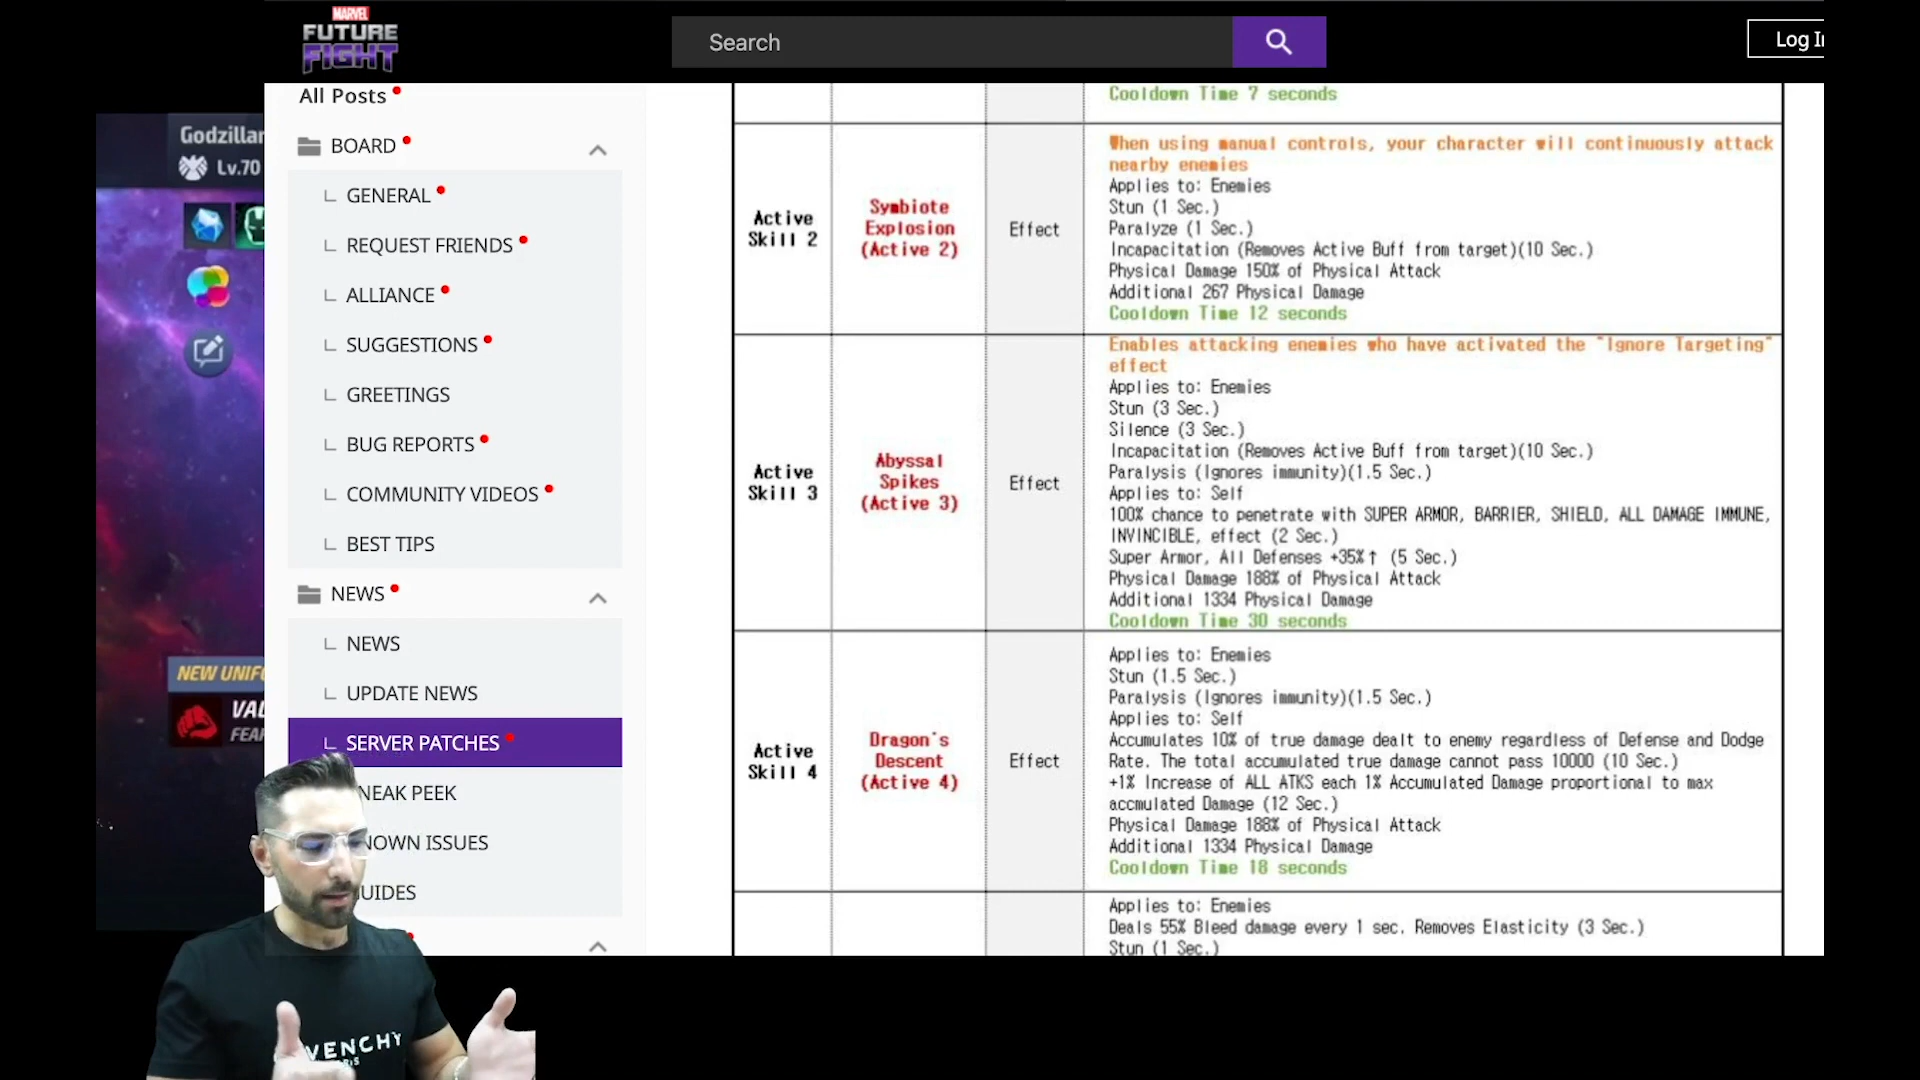 MARVEL
FUTURE
FIGHT
Search
Log I
Godzillar
Lv.70
NEW UNIF
VAL
FEAR
All Posts
BOARD
GENERAL
REQUEST FRIENDS
ALLIANCE
SUGGESTIONS
GREETINGS
BUG REPORTS
COMMUNITY VIDEOS
BEST TIPS
NEWS
NEWS
UPDATE NEWS
SERVER PATCHES
NEAK PEEK
NOWN ISSUES
UIDES
Cooldown Time 7 seconds
Active
Skill 2
Symbiote
Explosion
(Active 2)
Effect
When using manual controls, your character will continuously attack
nearby enemies
Applies to: Enemies
Stun (1 Sec.)
Paralyze (1 Sec.)
Incapacitation (Removes Active Buff from target)(10 Sec.)
Physical Damage 150% of Physical Attack
Additional 267 Physical Damage
Cooldown Time 12 seconds
Active
Skill 3
Abyssal
Spikes
(Active 3)
Effect
Enables attacking enemies who have activated the "Ignore Targeting"
effect
Applies to: Enemies
Stun (3 Sec.)
Silence (3 Sec.)
Incapacitation (Removes Active Buff from target)(10 Sec.)
Paralysis (Ignores immunity)(1.5 Sec.)
Applies to: Self
100% chance to penetrate with SUPER ARMOR, BARRIER, SHIELD, ALL DAMAGE IMMUNE,
INVINCIBLE, effect (2 Sec.)
Super Armor, All Defenses +35%↑ (5 Sec.)
Physical Damage 188% of Physical Attack
Additional 1334 Physical Damage
Cooldown Time 30 seconds
Active
Skill 4
Dragon's
Descent
(Active 4)
Effect
Applies to: Enemies
Stun (1.5 Sec.)
Paralysis (Ignores immunity)(1.5 Sec.)
Applies to: Self
Accumulates 10% of true damage dealt to enemy regardless of Defense and Dodge
Rate. The total accumulated true damage cannot pass 10000 (10 Sec.)
+1% Increase of ALL ATKS each 1% Accumulated Damage proportional to max
accmulated Damage (12 Sec.)
Physical Damage 188% of Physical Attack
Additional 1334 Physical Damage
Cooldown Time 18 seconds
Applies to: Enemies
Deals 55% Bleed damage every 1 sec. Removes Elasticity (3 Sec.)
Stun (1 Sec.)
VENCHY
RIS